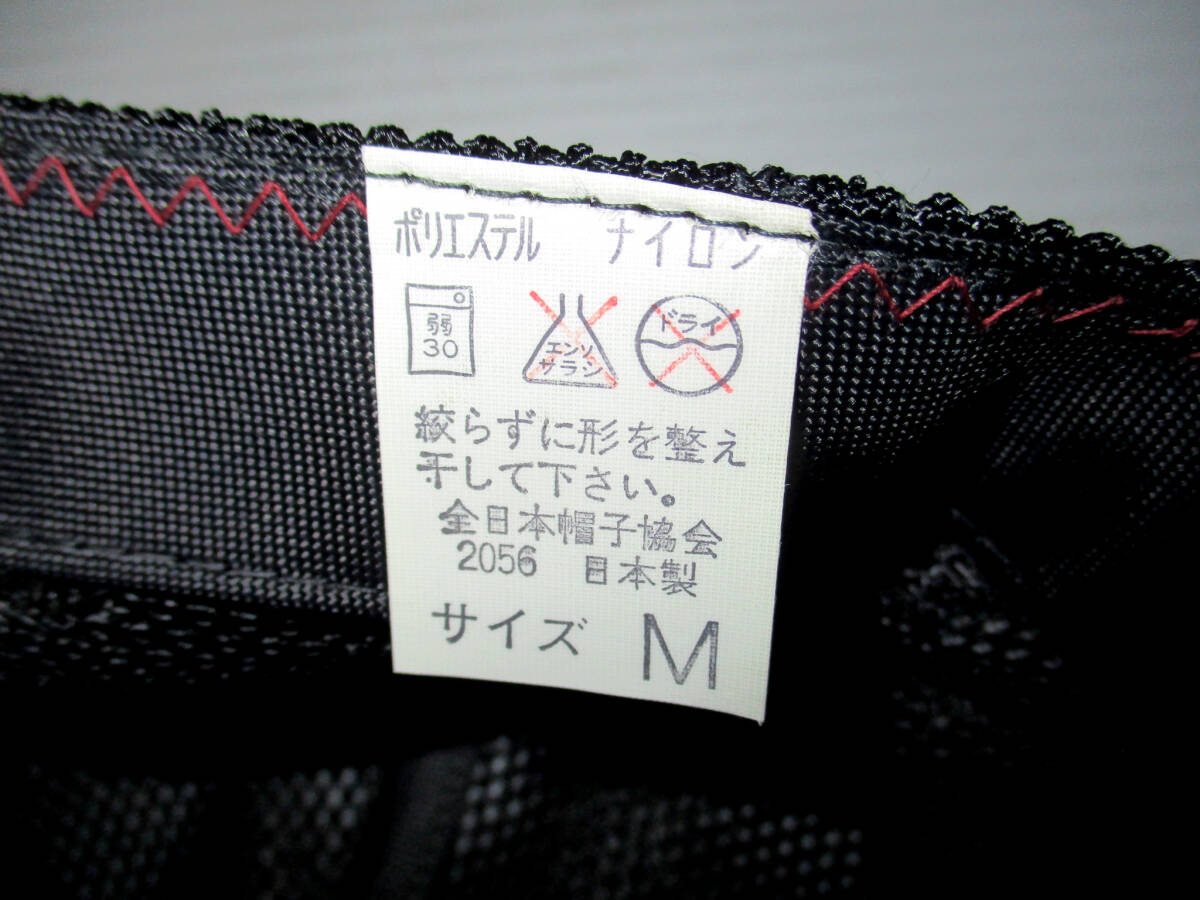 ポリエステル ナイロン
弱
30
エンソ
サラシ
ドライ
絞らずに形を整え
干して下さい。
全日本帽子協会
2056 日本製
サイズ M